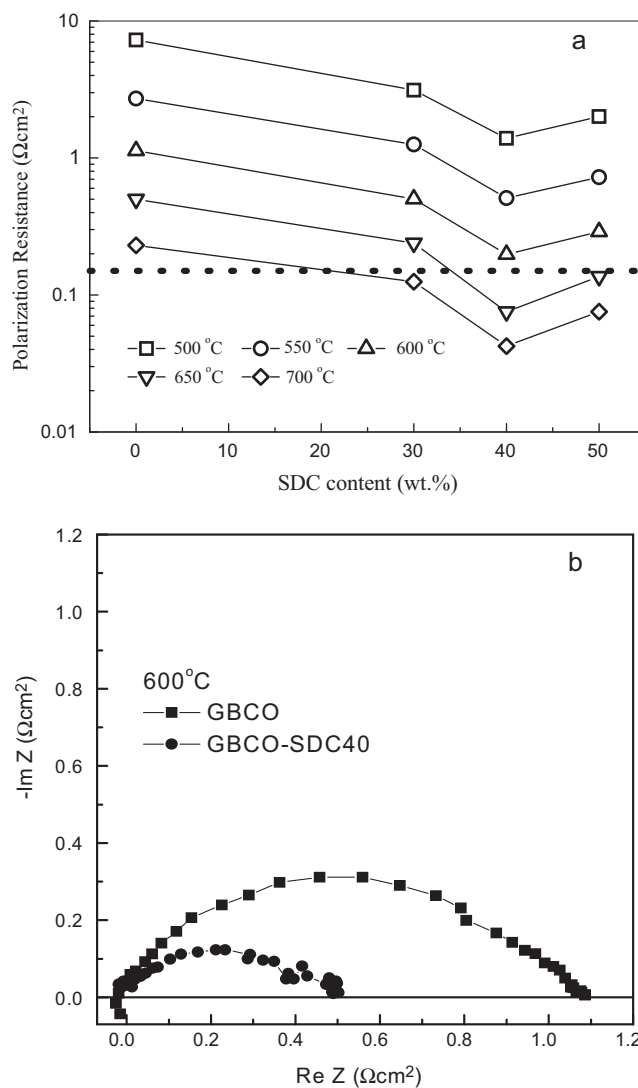 a
10
1
0.1
0.01
Polarization Resistance (Ωcm²)
500 °C 550 °C 600 °C
650 °C 700 °C
0 10 20 30 40 50
SDC content (wt.%)
b
1.2
1.0
0.8
0.6
0.4
0.2
0.0
-Im Z (Ωcm²)
600°C
GBCO
GBCO-SDC40
0.0 0.2 0.4 0.6 0.8 1.0 1.2
Re Z (Ωcm²)